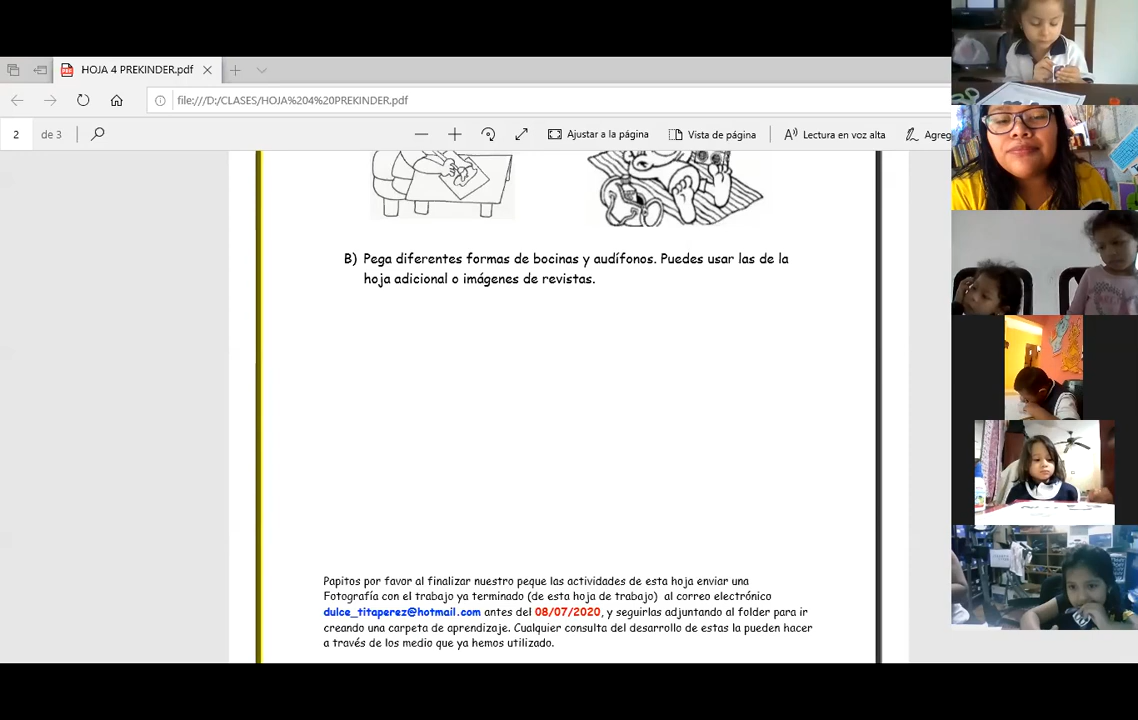 HOJA 4 PREKINDER.pdf
file:///D:/CLASES/HOJA%204%20PREKINDER.pdf
2 de 3
Ajustar a la página
Vista de página
Lectura en voz alta
Agreg
B) Pega diferentes formas de bocinas y audífonos. Puedes usar las de la
hoja adicional o imágenes de revistas.
Papitos por favor al finalizar nuestro peque las actividades de esta hoja enviar una
Fotografía con el trabajo ya terminado (de esta hoja de trabajo) al correo electrónico
dulce_titaperez@hotmail.com antes del 08/07/2020, y seguirlas adjuntando al folder para ir
creando una carpeta de aprendizaje. Cualquier consulta del desarrollo de estas la pueden hacer
a través de los medio que ya hemos utilizado.